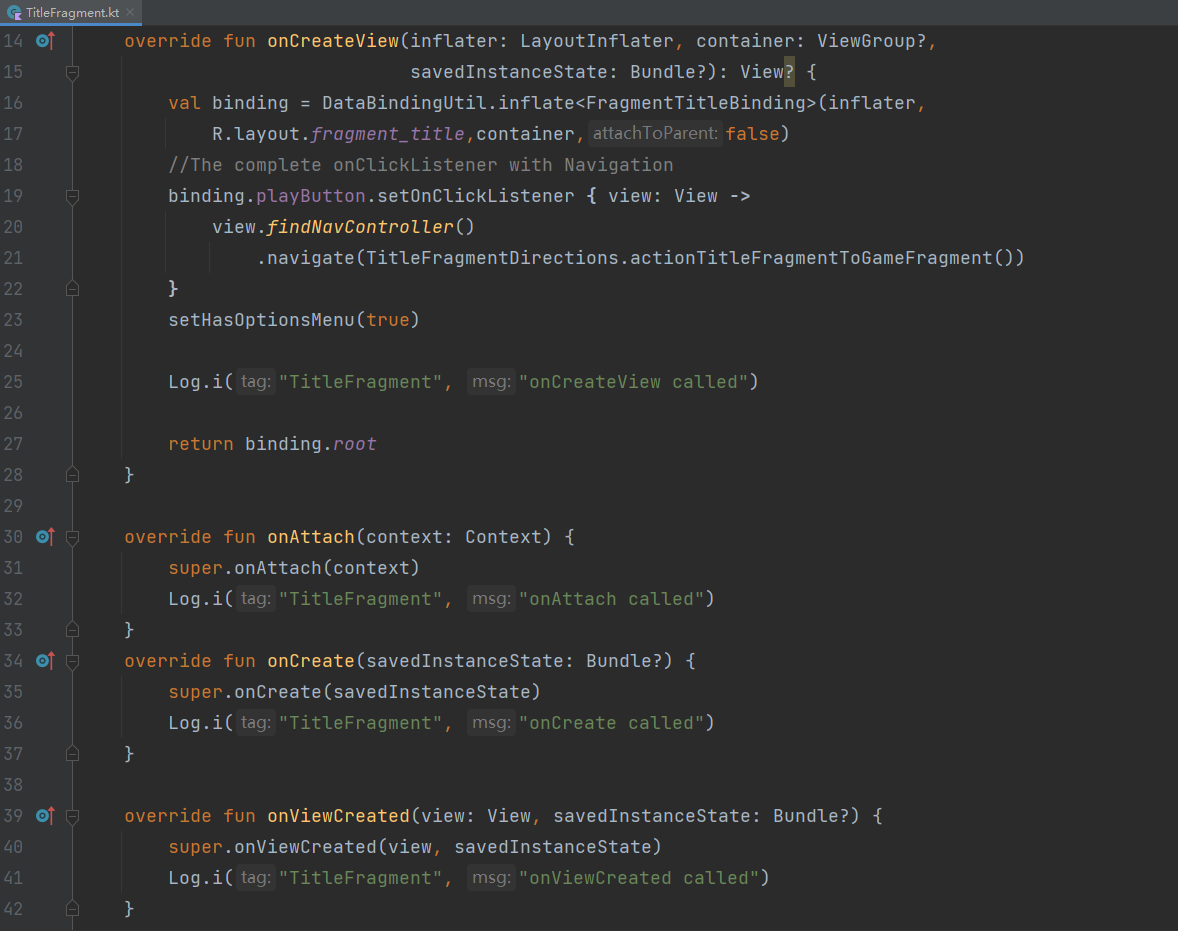 TitleFragment.kt
14 override fun onCreateView(inflater: LayoutInflater, container: ViewGroup?,
15 savedInstanceState: Bundle?): View? {
16 val binding = DataBindingUtil.inflate<FragmentTitleBinding>(inflater,
17 R.layout.fragment_title,container, attachToParent: false)
18 //The complete onClickListener with Navigation
19 binding.playButton.setOnClickListener { view: View ->
20 view.findNavController()
21 .navigate(TitleFragmentDirections.actionTitleFragmentToGameFragment())
22 }
23 setHasOptionsMenu(true)
24
25 Log.i( tag: "TitleFragment", msg: "onCreateView called")
26
27 return binding.root
28 }
29
30 override fun onAttach(context: Context) {
31 super.onAttach(context)
32 Log.i( tag: "TitleFragment", msg: "onAttach called")
33 }
34 override fun onCreate(savedInstanceState: Bundle?) {
35 super.onCreate(savedInstanceState)
36 Log.i( tag: "TitleFragment", msg: "onCreate called")
37 }
38
39 override fun onViewCreated(view: View, savedInstanceState: Bundle?) {
40 super.onViewCreated(view, savedInstanceState)
41 Log.i( tag: "TitleFragment", msg: "onViewCreated called")
42 }